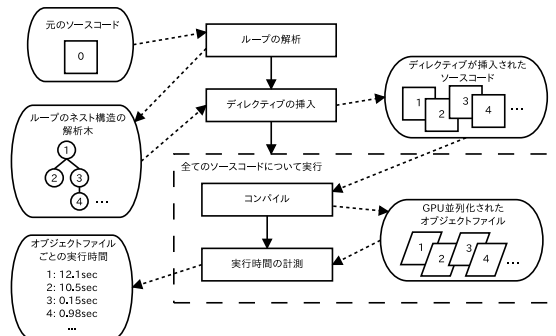 元のソースコード
0
ループの解析
ディレクティブの挿入
ディレクティブが挿入された
ソースコード
1
2
3
4
...
ループのネスト構造の
解析木
1
2
3
4
...
全てのソースコードについて実行
コンパイル
GPU並列化された
オブジェクトファイル
1
2
3
4
...
実行時間の計測
オブジェクトファイル
ごとの実行時間
1: 12.1sec
2: 10.5sec
3: 0.15sec
4: 0.98sec
...